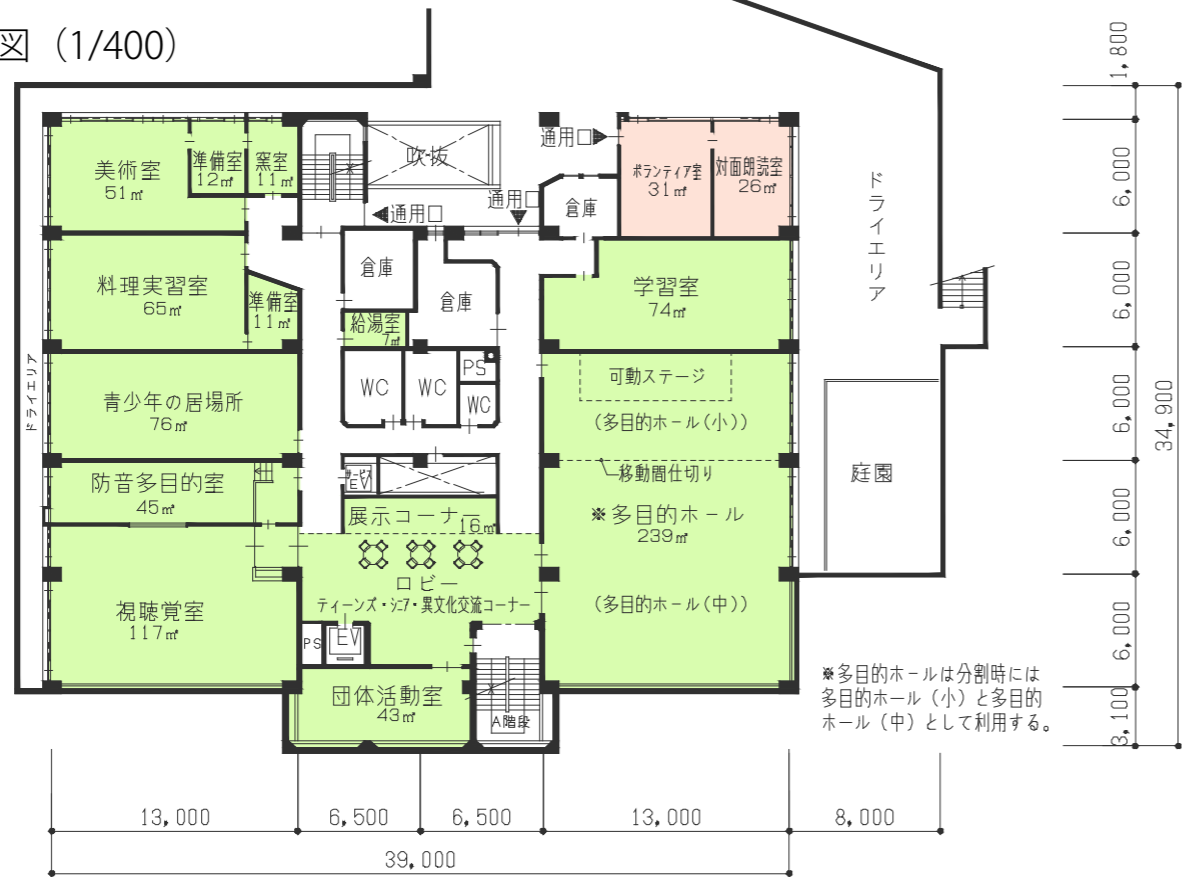 図（1/400）
美術室
51㎡
準備室
12㎡
窯室
11㎡
吹抜
通用口
ボランティア室
31㎡
対面朗読室
26㎡
通用口
通用口
倉庫
ドライエリア
料理実習室
65㎡
準備室
11㎡
倉庫
倉庫
学習室
74㎡
給湯室
7㎡
ドライエリア
青少年の居場所
76㎡
WC
WC
PS
WC
可動ステージ
(多目的ホール(小))
移動間仕切り
庭園
防音多目的室
45㎡
EV
展示コーナー
16㎡
※多目的ホール
239㎡
ロビー
ティーンズ・シニア・異文化交流コーナー
(多目的ホール(中))
視聴覚室
117㎡
PS
EV
団体活動室
43㎡
A階段
※多目的ホールは分割時には
多目的ホール（小）と多目的
ホール（中）として利用する。
1,800
6,000
6,000
6,000
6,000
6,000
3,100
34,900
13,000
6,500
6,500
13,000
8,000
39,000